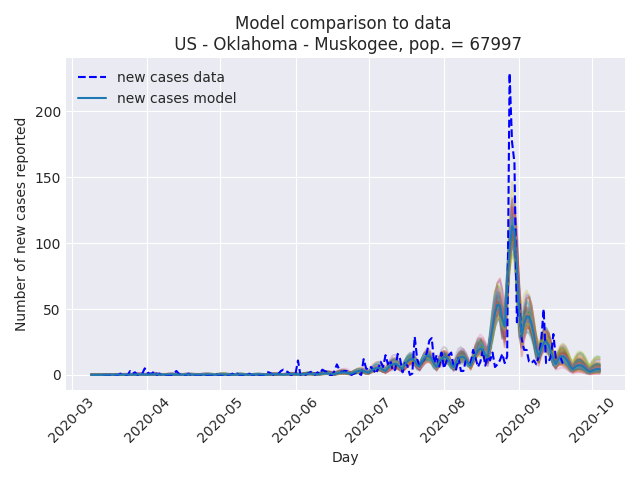 Model comparison to data
US - Oklahoma - Muskogee, pop. = 67997
new cases data
new cases model
Number of new cases reported
200
150
100
50
0
2020-03
2020-04
2020-05
2020-06
2020-07
2020-08
2020-09
2020-10
Day